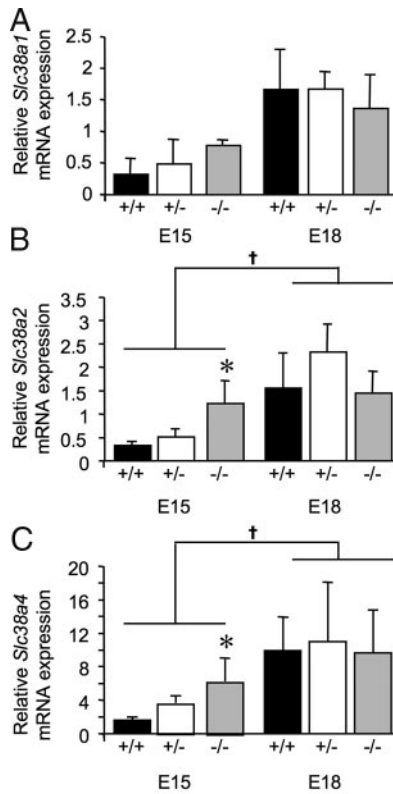 A
Relative Slc38a1
mRNA expression
2.5
2
1.5
1
0.5
0
+/+ +/- -/- +/+ +/- -/-
E15 E18
B
†
Relative Slc38a2
mRNA expression
3.5
3
2.5
2
1.5
1
0.5
0
*
+/+ +/- -/- +/+ +/- -/-
E15 E18
C
†
Relative Slc38a4
mRNA expression
20
16
12
8
4
0
*
+/+ +/- -/- +/+ +/- -/-
E15 E18